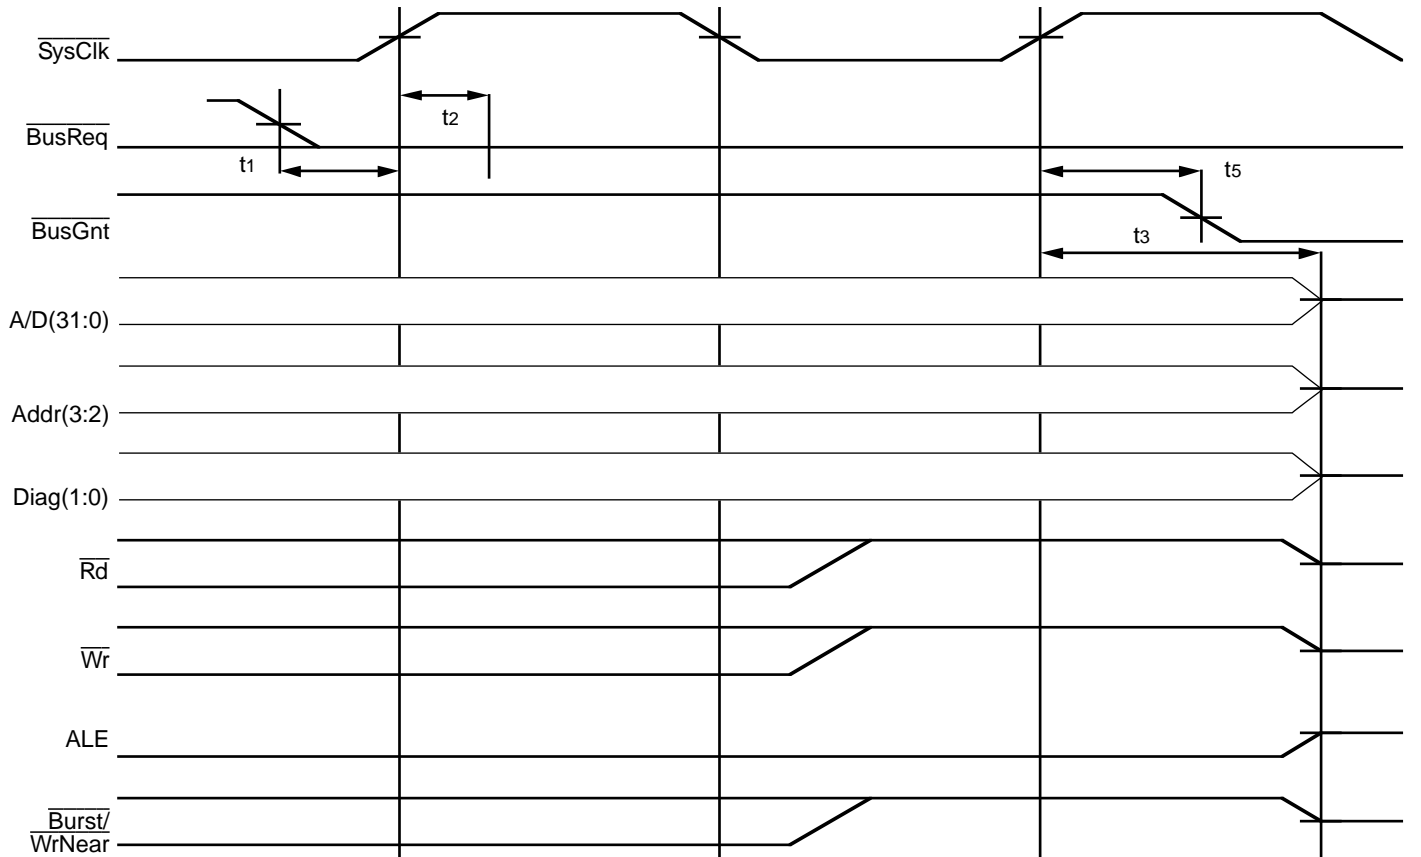 SysClk
t2
BusReq
t1
t5
BusGnt
t3
A/D(31:0)
Addr(3:2)
Diag(1:0)
Rd
Wr
ALE
Burst/
WrNear